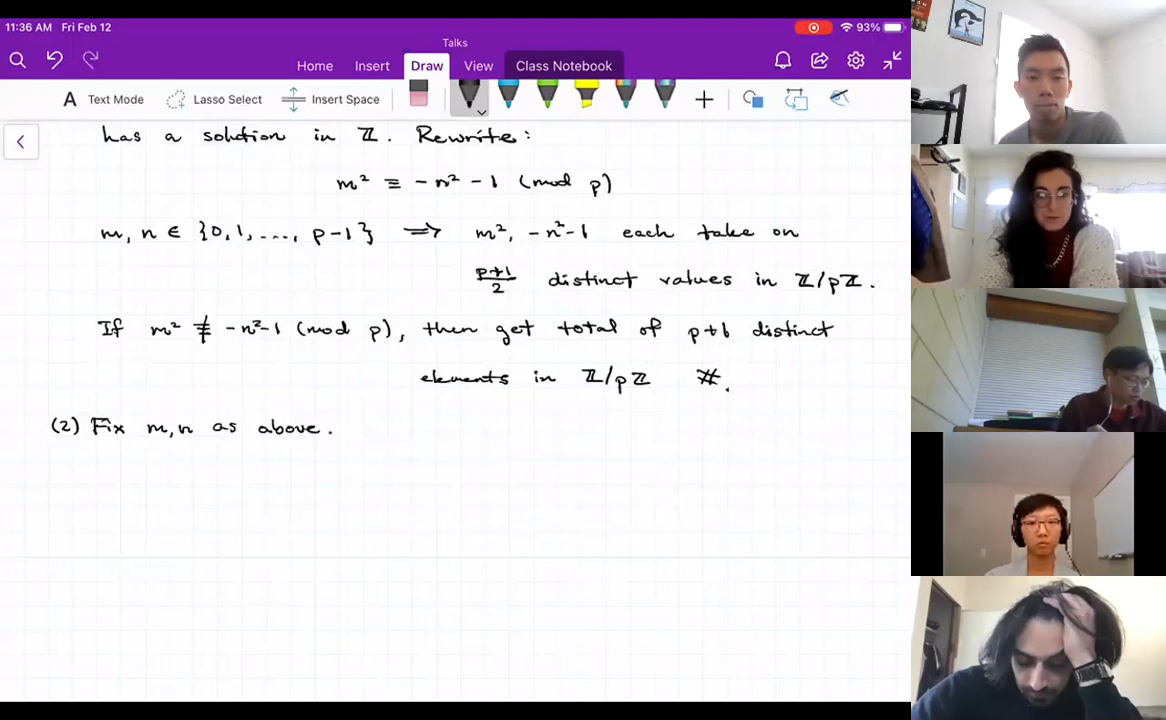 11:36 AM Fri Feb 12 93%
Talks
Home Insert Draw View Class Notebook
A Text Mode Lasso Select Insert Space
has a solution in ℤ. Rewrite:
m² ≡ -n² - 1 (mod p)
m, n ∈ {0, 1, ..., p-1} ⟹ m², -n²-1 each take on
(p+1)/2 distinct values in ℤ/pℤ.
If m² ≢ -n²-1 (mod p), then get total of p+1 distinct
elements in ℤ/pℤ ※.
(2) Fix m,n as above.